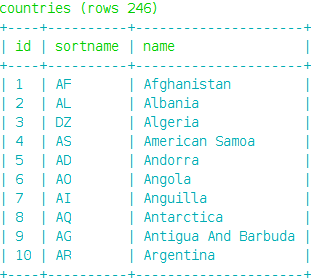 countries (rows 246)
+----+----------+---------------------+
| id | sortname | name                |
+----+----------+---------------------+
| 1  | AF       | Afghanistan         |
| 2  | AL       | Albania             |
| 3  | DZ       | Algeria             |
| 4  | AS       | American Samoa      |
| 5  | AD       | Andorra             |
| 6  | AO       | Angola              |
| 7  | AI       | Anguilla            |
| 8  | AQ       | Antarctica          |
| 9  | AG       | Antigua And Barbuda |
| 10 | AR       | Argentina           |
+----+----------+---------------------+